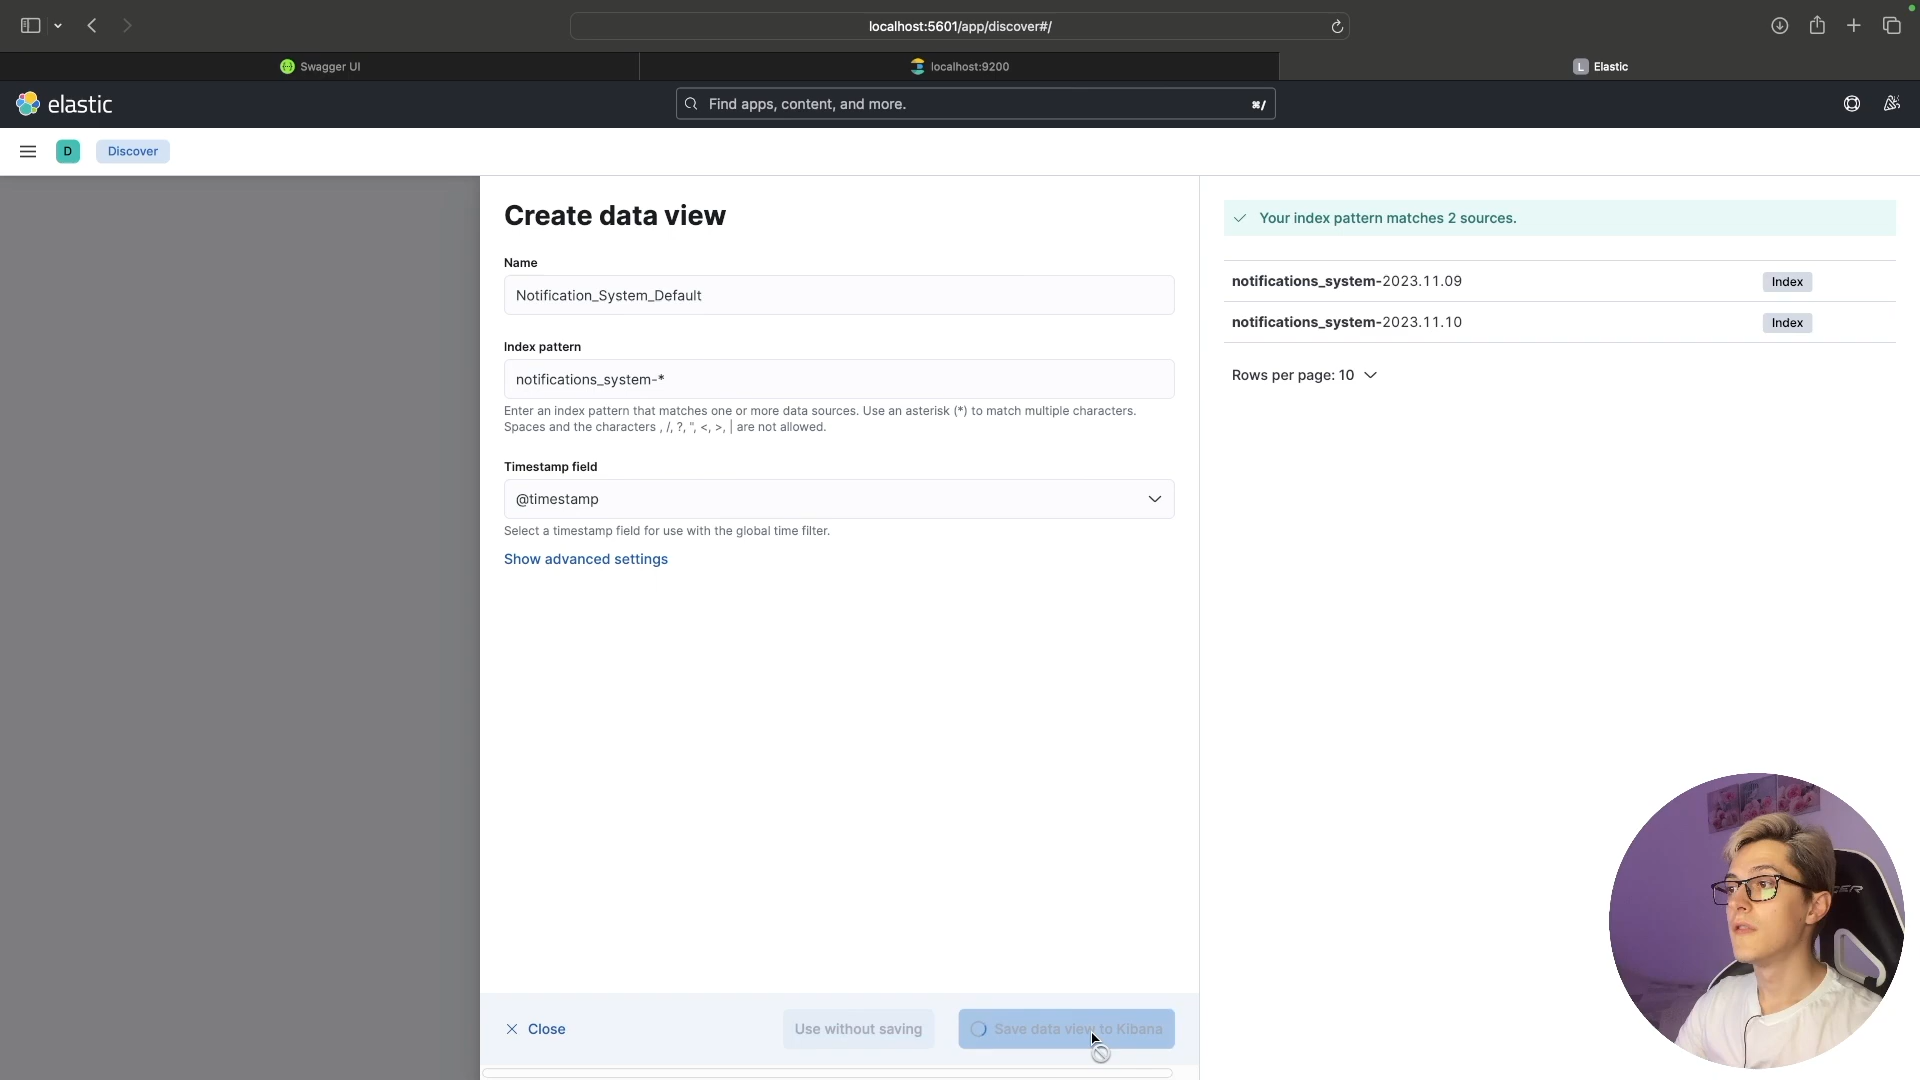 localhost:5601/app/discover#/
Swagger UI
localhost:9200
L Elastic
elastic
Find apps, content, and more.
⌘/
D
Discover
Create data view
Name
Notification_System_Default
Index pattern
notifications_system-*
Enter an index pattern that matches one or more data sources. Use an asterisk (*) to match multiple characters.
Spaces and the characters , /, ?, ", <, >, | are not allowed.
Timestamp field
@timestamp
Select a timestamp field for use with the global time filter.
Show advanced settings
Close
Use without saving
Save data view to Kibana
Your index pattern matches 2 sources.
notifications_system-2023.11.09 Index
notifications_system-2023.11.10 Index
Rows per page: 10